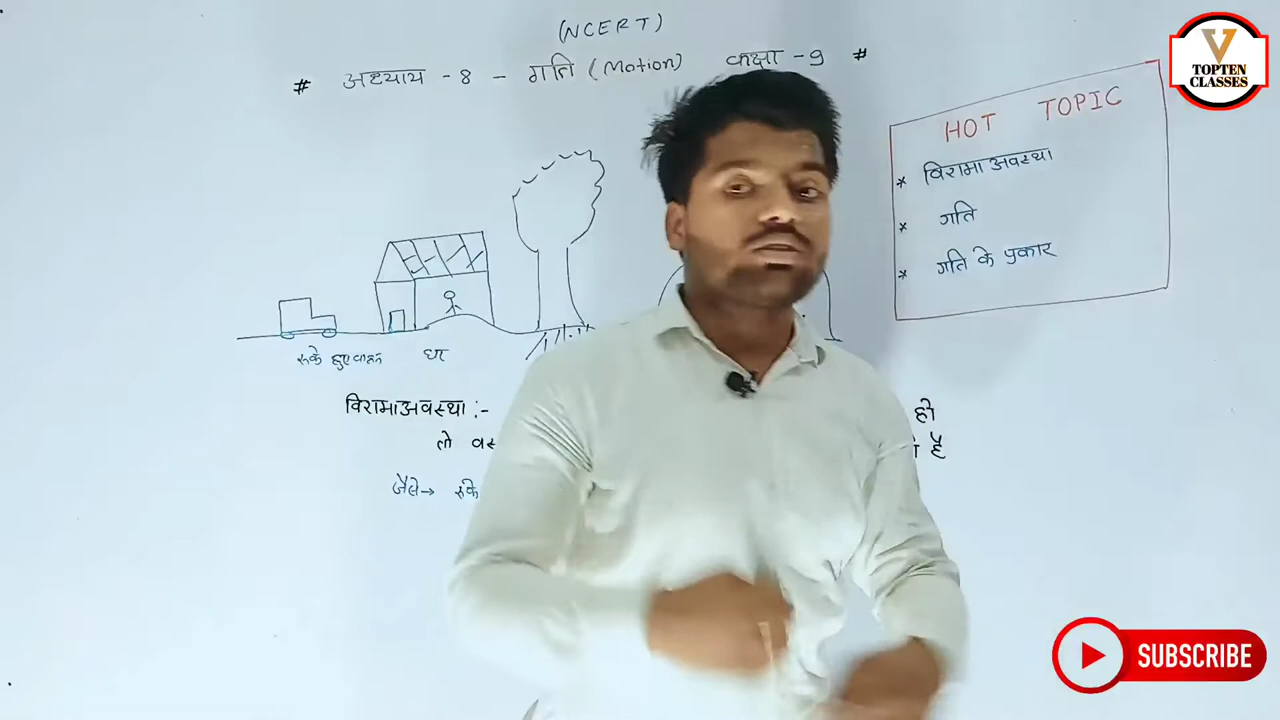 (NCERT)
# अध्याय -8 - गति (Motion) कक्षा -9 #
TOPTEN
CLASSES
HOT TOPIC
* विरामाअवस्था
* गति
* गति के प्रकार
रुके हुए वाहन घर
विरामाअवस्था :- हो
तो है
जैसे→ रुके
SUBSCRIBE